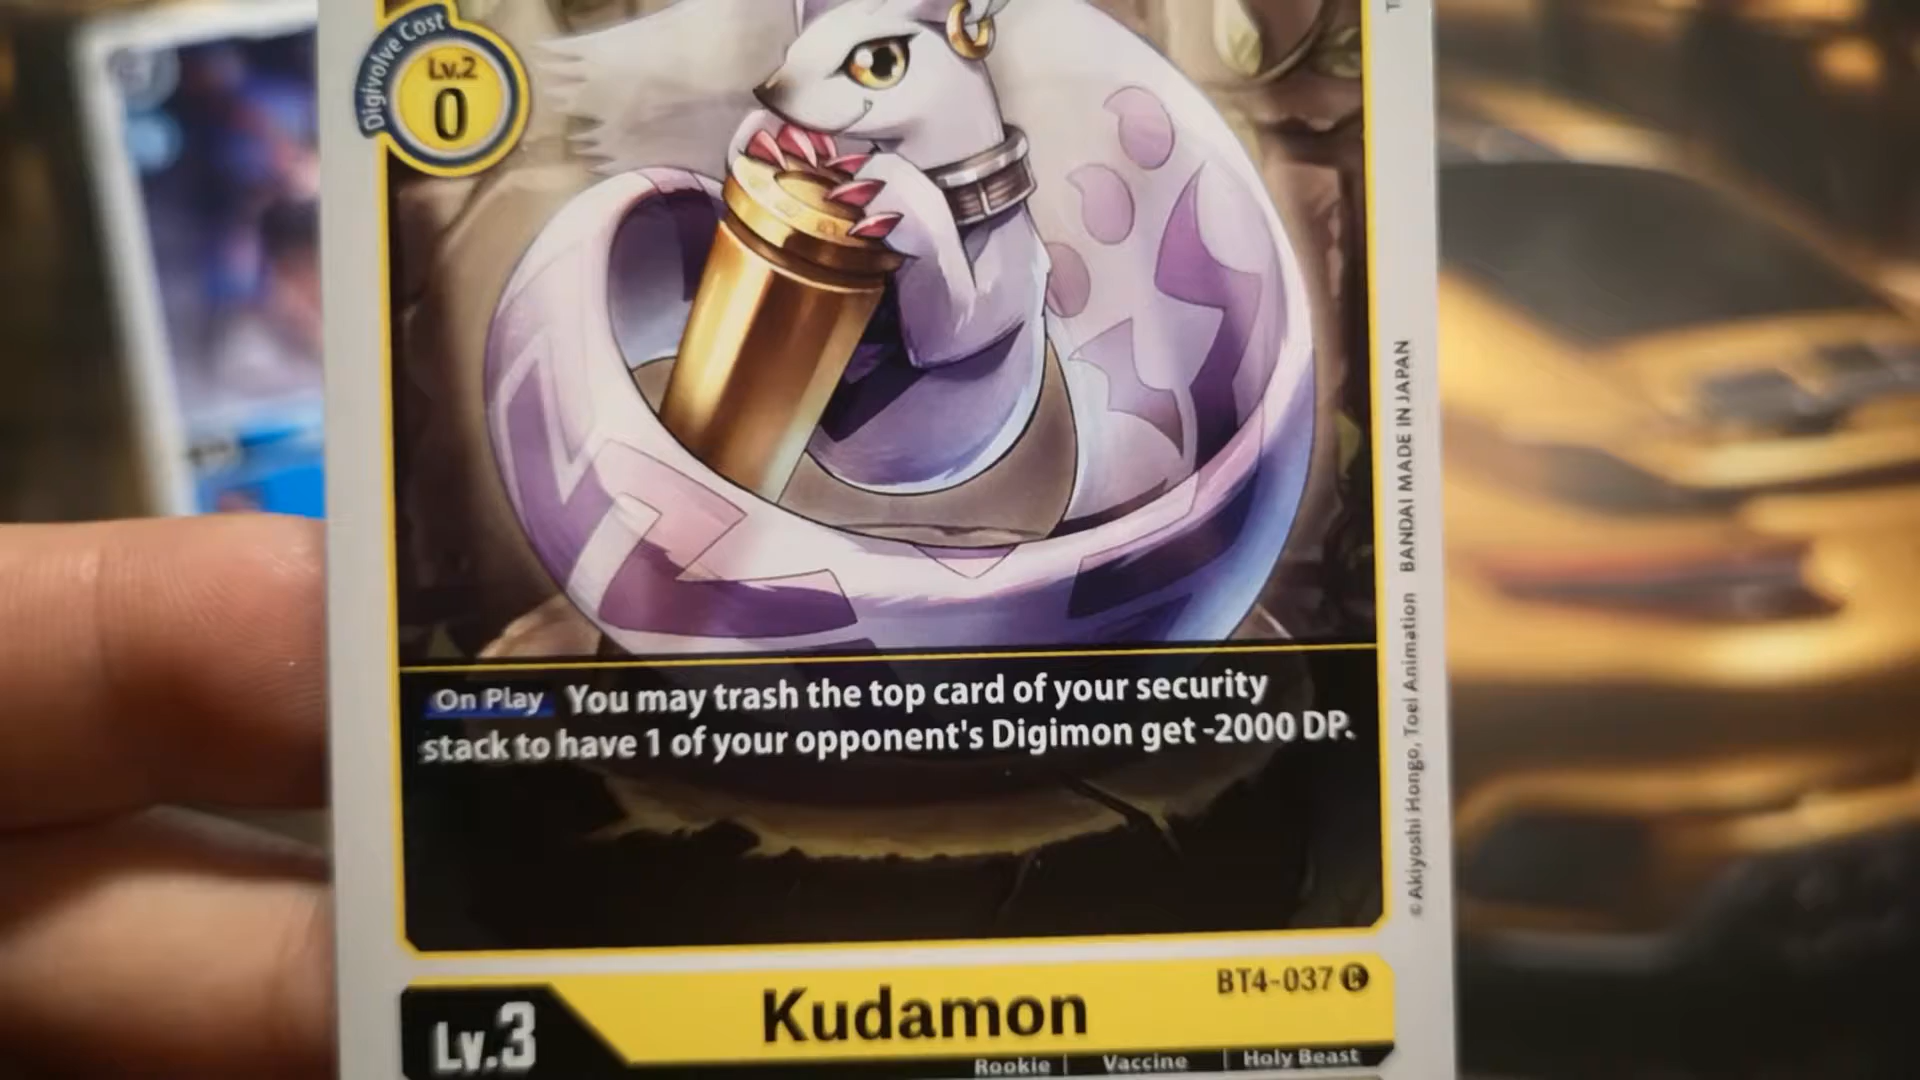 Digivolve Cost
Lv.2
0
On Play You may trash the top card of your security
stack to have 1 of your opponent's Digimon get -2000 DP.
BANDAI MADE IN JAPAN
©Akiyoshi Hongo, Toei Animation
BT4-037 C
Lv.3
Kudamon
Rookie | Vaccine | Holy Beast